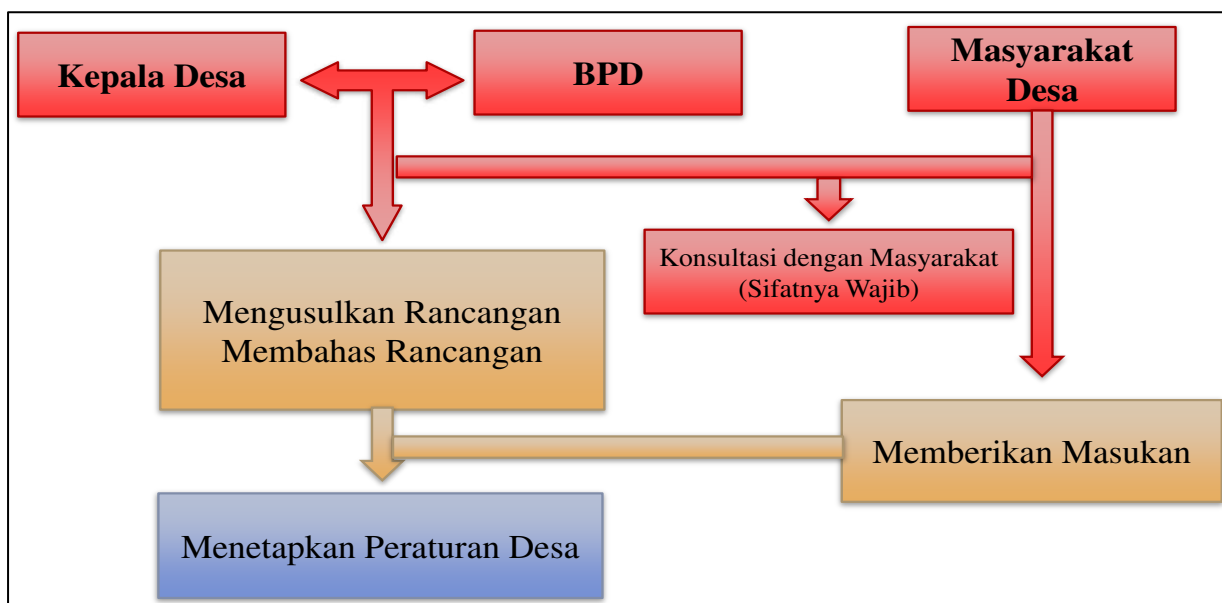 Kepala Desa
BPD
Masyarakat
Desa
Konsultasi dengan Masyarakat
(Sifatnya Wajib)
Mengusulkan Rancangan
Membahas Rancangan
Memberikan Masukan
Menetapkan Peraturan Desa